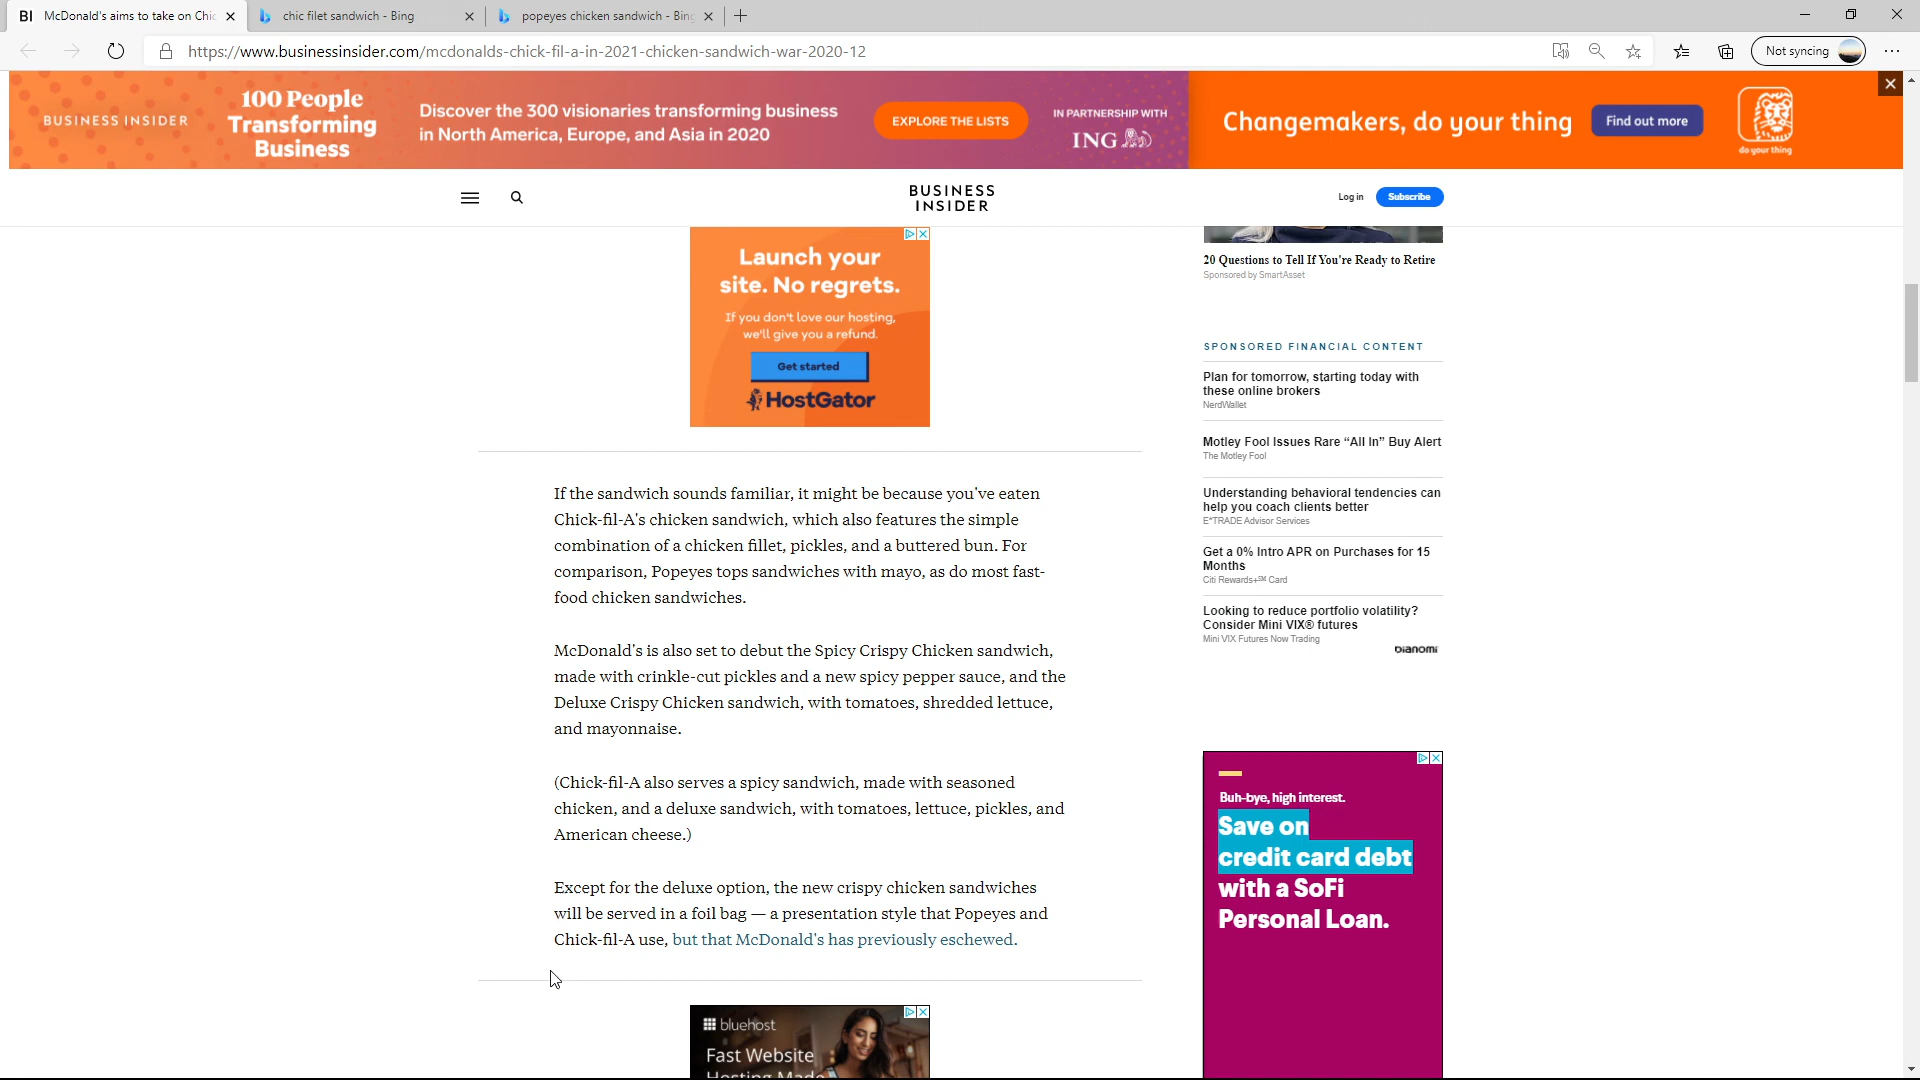 BI McDonald's aims to take on Chic
chic filet sandwich - Bing
popeyes chicken sandwich - Bing
https://www.businessinsider.com/mcdonalds-chick-fil-a-in-2021-chicken-sandwich-war-2020-12
Not syncing
BUSINESS INSIDER
100 People
Transforming
Business
Discover the 300 visionaries transforming business
in North America, Europe, and Asia in 2020
EXPLORE THE LISTS
IN PARTNERSHIP WITH
ING
Changemakers, do your thing
Find out more
do your thing
BUSINESS
INSIDER
Log in
Subscribe
Launch your
site. No regrets.
If you don't love our hosting,
we'll give you a refund.
Get started
HostGator
If the sandwich sounds familiar, it might be because you've eaten
Chick-fil-A's chicken sandwich, which also features the simple
combination of a chicken fillet, pickles, and a buttered bun. For
comparison, Popeyes tops sandwiches with mayo, as do most fast-
food chicken sandwiches.
McDonald's is also set to debut the Spicy Crispy Chicken sandwich,
made with crinkle-cut pickles and a new spicy pepper sauce, and the
Deluxe Crispy Chicken sandwich, with tomatoes, shredded lettuce,
and mayonnaise.
(Chick-fil-A also serves a spicy sandwich, made with seasoned
chicken, and a deluxe sandwich, with tomatoes, lettuce, pickles, and
American cheese.)
Except for the deluxe option, the new crispy chicken sandwiches
will be served in a foil bag — a presentation style that Popeyes and
Chick-fil-A use, but that McDonald's has previously eschewed.
bluehost
Fast Website
Hosting Made
20 Questions to Tell If You're Ready to Retire
Sponsored by SmartAsset
SPONSORED FINANCIAL CONTENT
Plan for tomorrow, starting today with
these online brokers
NerdWallet
Motley Fool Issues Rare “All In” Buy Alert
The Motley Fool
Understanding behavioral tendencies can
help you coach clients better
E*TRADE Advisor Services
Get a 0% Intro APR on Purchases for 15
Months
Citi Rewards+℠ Card
Looking to reduce portfolio volatility?
Consider Mini VIX® futures
Mini VIX Futures Now Trading
bianomi
Buh-bye, high interest.
Save on
credit card debt
with a SoFi
Personal Loan.